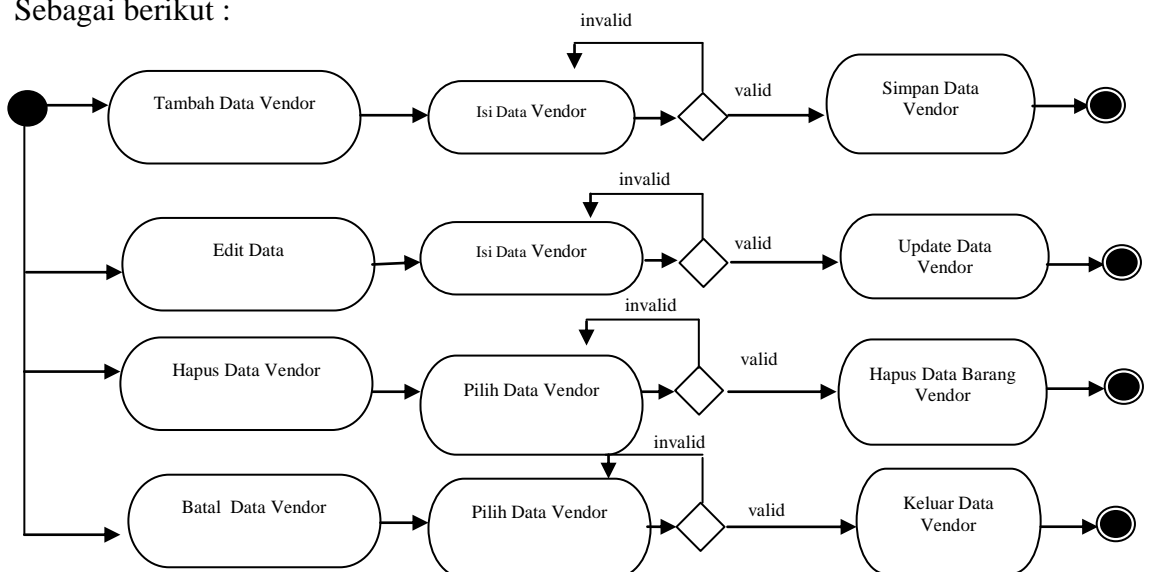 Sebagai berikut :
invalid
Tambah Data Vendor
Isi Data Vendor
valid
Simpan Data
Vendor
invalid
Edit Data
Isi Data Vendor
valid
Update Data
Vendor
invalid
Hapus Data Vendor
Pilih Data Vendor
valid
Hapus Data Barang
Vendor
invalid
Batal Data Vendor
Pilih Data Vendor
valid
Keluar Data
Vendor